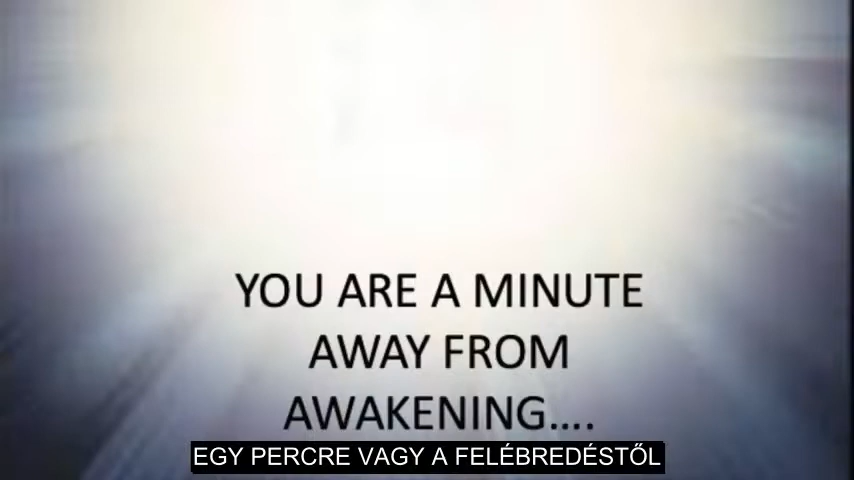 YOU ARE A MINUTE
AWAY FROM
AWAKENING....
EGY PERCRE VAGY A FELÉBREDÉSTŐL